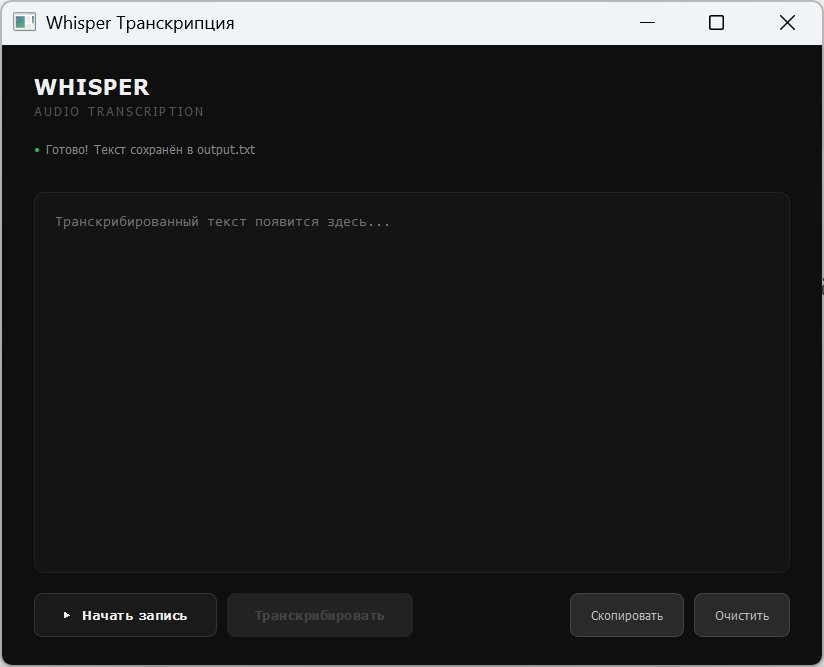 Whisper Транскрипция
WHISPER
AUDIO TRANSCRIPTION
• Готово! Текст сохранён в output.txt
Транскрибированный текст появится здесь...
Начать запись
Транскрибировать
Скопировать
Очистить